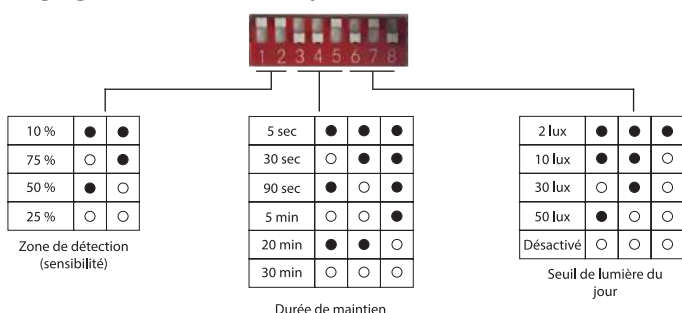 1 2 3 4 5 6 7 8
10 %
75 %
50 %
25 %
Zone de détection
(sensibilité)
5 sec
30 sec
90 sec
5 min
20 min
30 min
Durée de maintien
2 lux
10 lux
30 lux
50 lux
Désactivé
Seuil de lumière du
jour